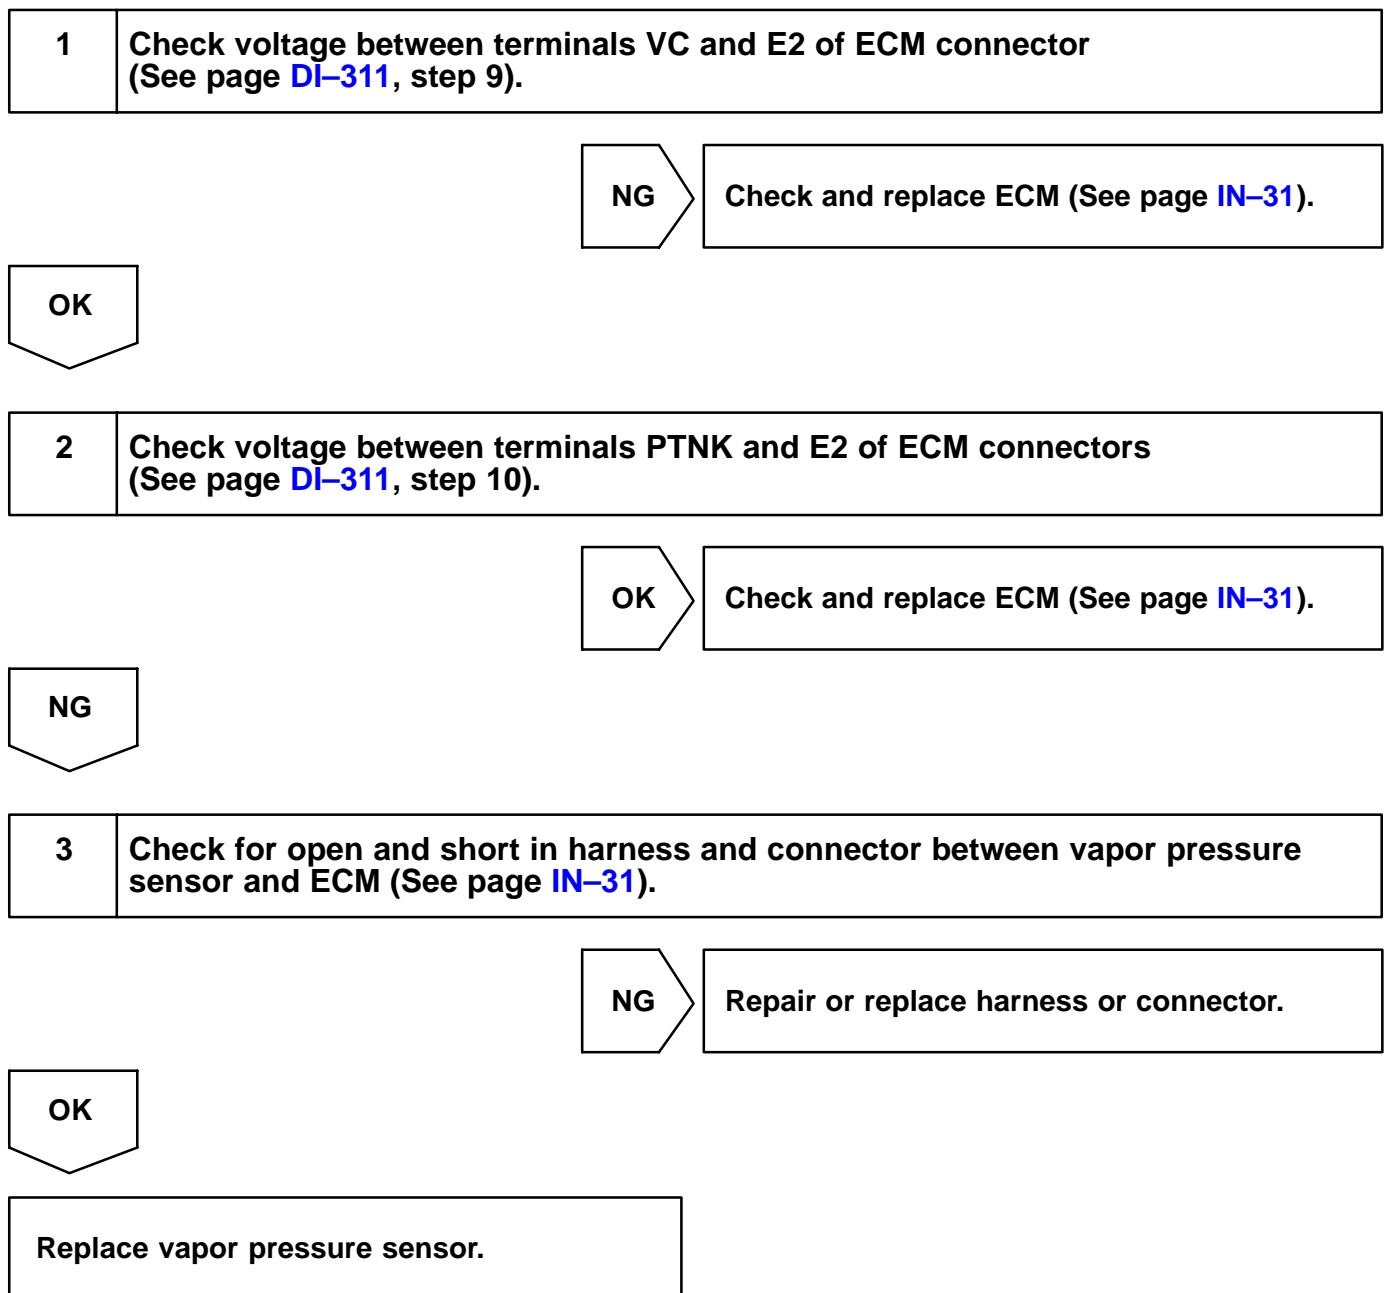 1
Check voltage between terminals VC and E2 of ECM connector
(See page DI–311, step 9).
NG
Check and replace ECM (See page IN–31).
OK
2
Check voltage between terminals PTNK and E2 of ECM connectors
(See page DI–311, step 10).
OK
Check and replace ECM (See page IN–31).
NG
3
Check for open and short in harness and connector between vapor pressure
sensor and ECM (See page IN–31).
NG
Repair or replace harness or connector.
OK
Replace vapor pressure sensor.